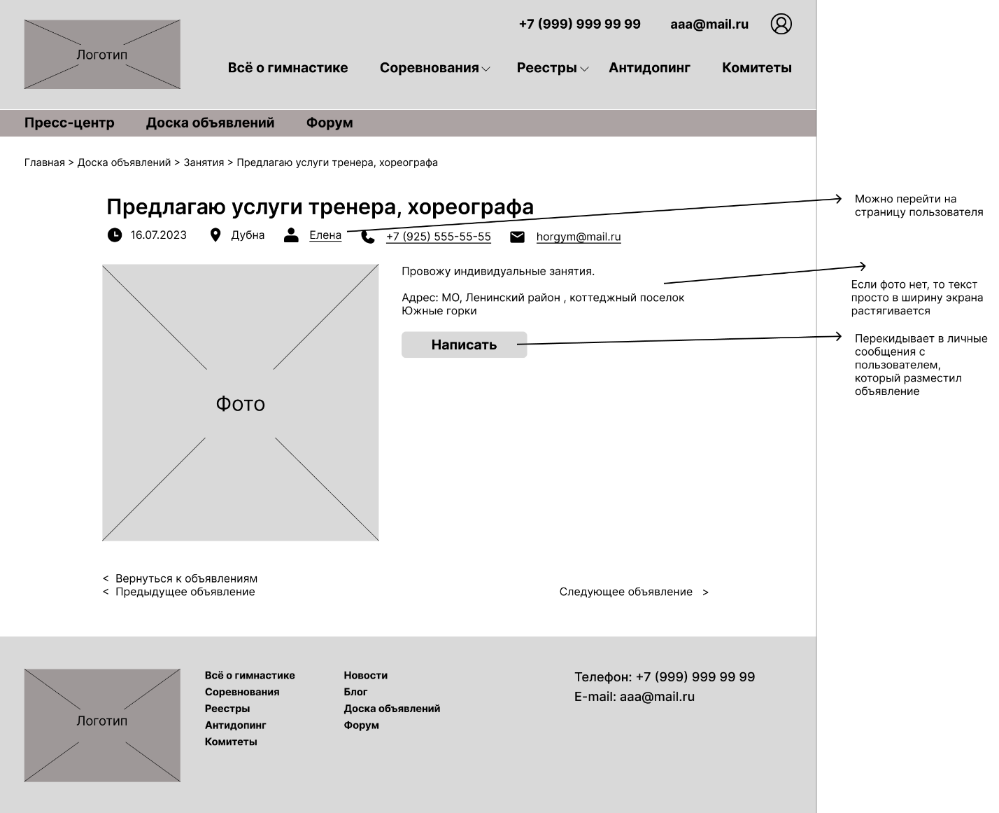 Логотип
+7 (999) 999 99 99
aaa@mail.ru
Всё о гимнастике
Соревнования
Реестры
Антидопинг
Комитеты
Пресс-центр
Доска объявлений
Форум
Главная > Доска объявлений > Занятия > Предлагаю услуги тренера, хореографа
Предлагаю услуги тренера, хореографа
16.07.2023
Дубна
Елена
+7 (925) 555-55-55
horgym@mail.ru
Можно перейти на
страницу пользователя
Фото
Провожу индивидуальные занятия.
Адрес: МО, Ленинский район , коттеджный поселок
Южные горки
Если фото нет, то текст
просто в ширину экрана
растягивается
Написать
Перекидывает в личные
сообщения с
пользователем,
который разместил
объявление
< Вернуться к объявлениям
< Предыдущее объявление
Следующее объявление >
Логотип
Всё о гимнастике
Соревнования
Реестры
Антидопинг
Комитеты
Новости
Блог
Доска объявлений
Форум
Телефон: +7 (999) 999 99 99
E-mail: aaa@mail.ru